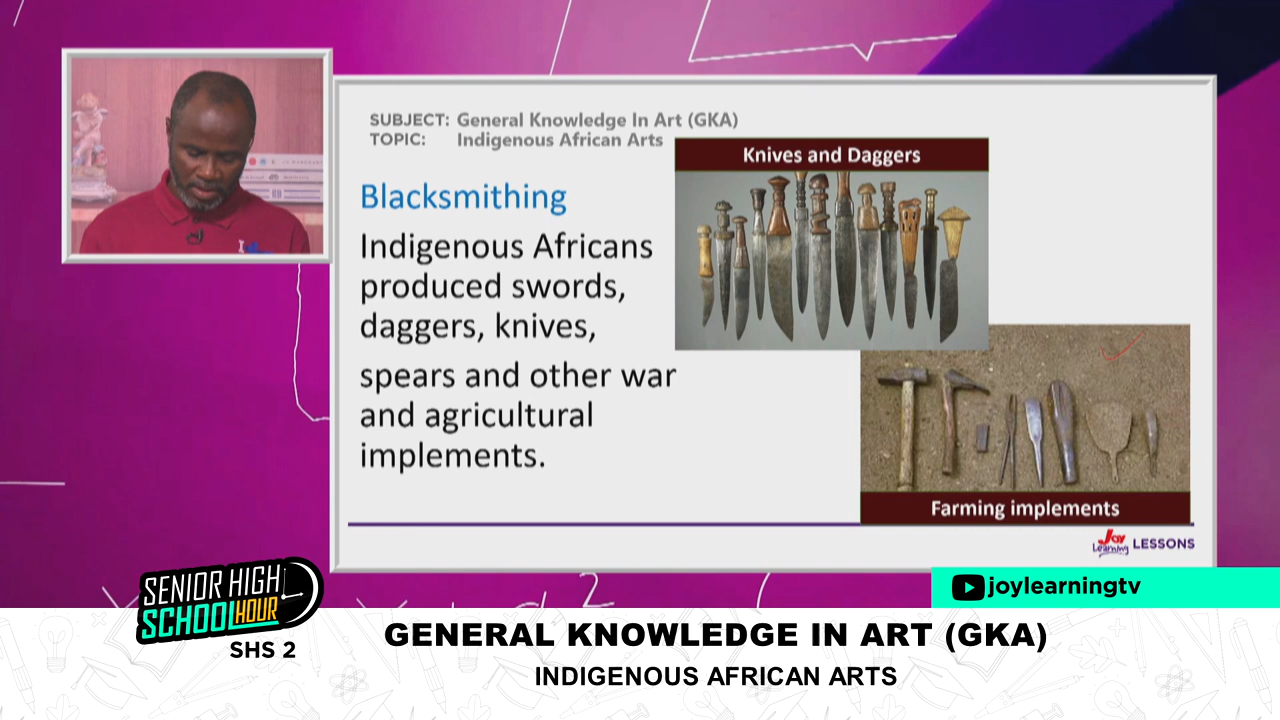 SUBJECT: General Knowledge In Art (GKA)
TOPIC: Indigenous African Arts
Knives and Daggers
Blacksmithing
Indigenous Africans
produced swords,
daggers, knives,
spears and other war
and agricultural
implements.
Farming implements
Joy Learning LESSONS
joylearningtv
SENIOR HIGH
SCHOOL HOUR
SHS 2
GENERAL KNOWLEDGE IN ART (GKA)
INDIGENOUS AFRICAN ARTS